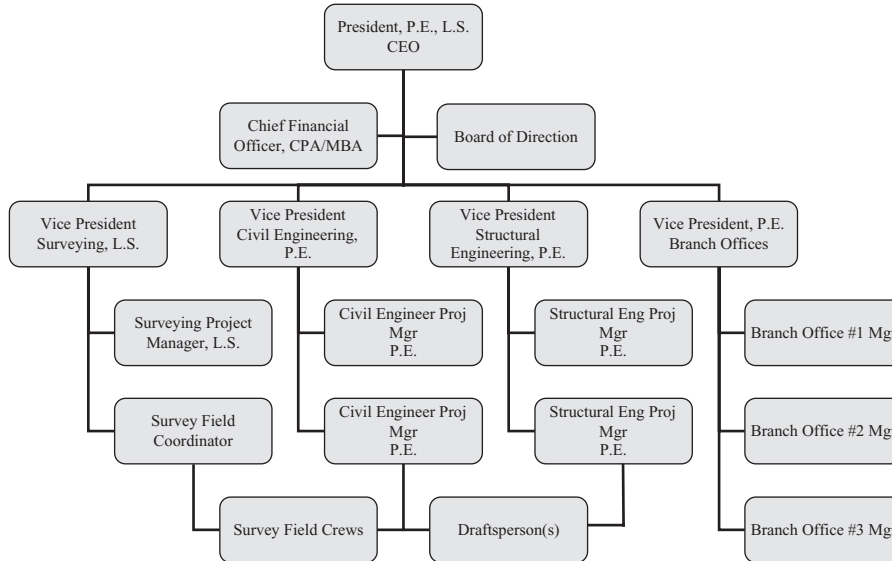 President, P.E., L.S.
CEO
Chief Financial
Officer, CPA/MBA
Board of Direction
Vice President
Surveying, L.S.
Vice President
Civil Engineering,
P.E.
Vice President
Structural
Engineering, P.E.
Vice President, P.E.
Branch Offices
Surveying Project
Manager, L.S.
Civil Engineer Proj
Mgr
P.E.
Structural Eng Proj
Mgr
P.E.
Branch Office #1 Mgr
Survey Field
Coordinator
Civil Engineer Proj
Mgr
P.E.
Structural Eng Proj
Mgr
P.E.
Branch Office #2 Mgr
Survey Field Crews
Draftsperson(s)
Branch Office #3 Mgr